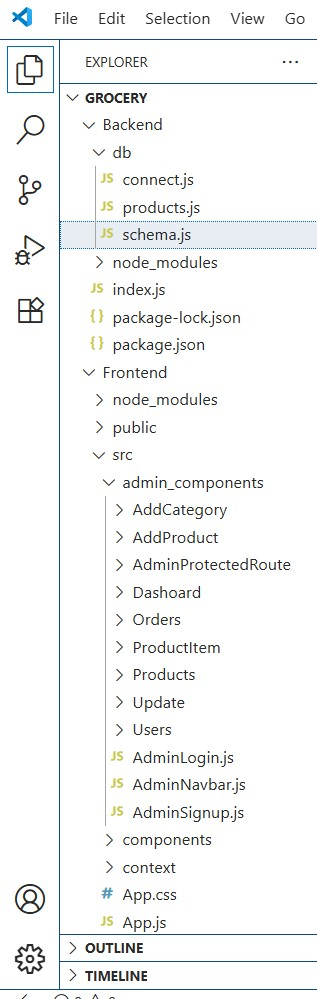 File Edit Selection View Go
EXPLORER ...
GROCERY
Backend
db
JS connect.js
JS products.js
JS schema.js
node_modules
JS index.js
{} package-lock.json
{} package.json
Frontend
node_modules
public
src
admin_components
AddCategory
AddProduct
AdminProtectedRoute
Dashoard
Orders
ProductItem
Products
Update
Users
JS AdminLogin.js
JS AdminNavbar.js
JS AdminSignup.js
components
context
# App.css
JS App.js
OUTLINE
TIMELINE